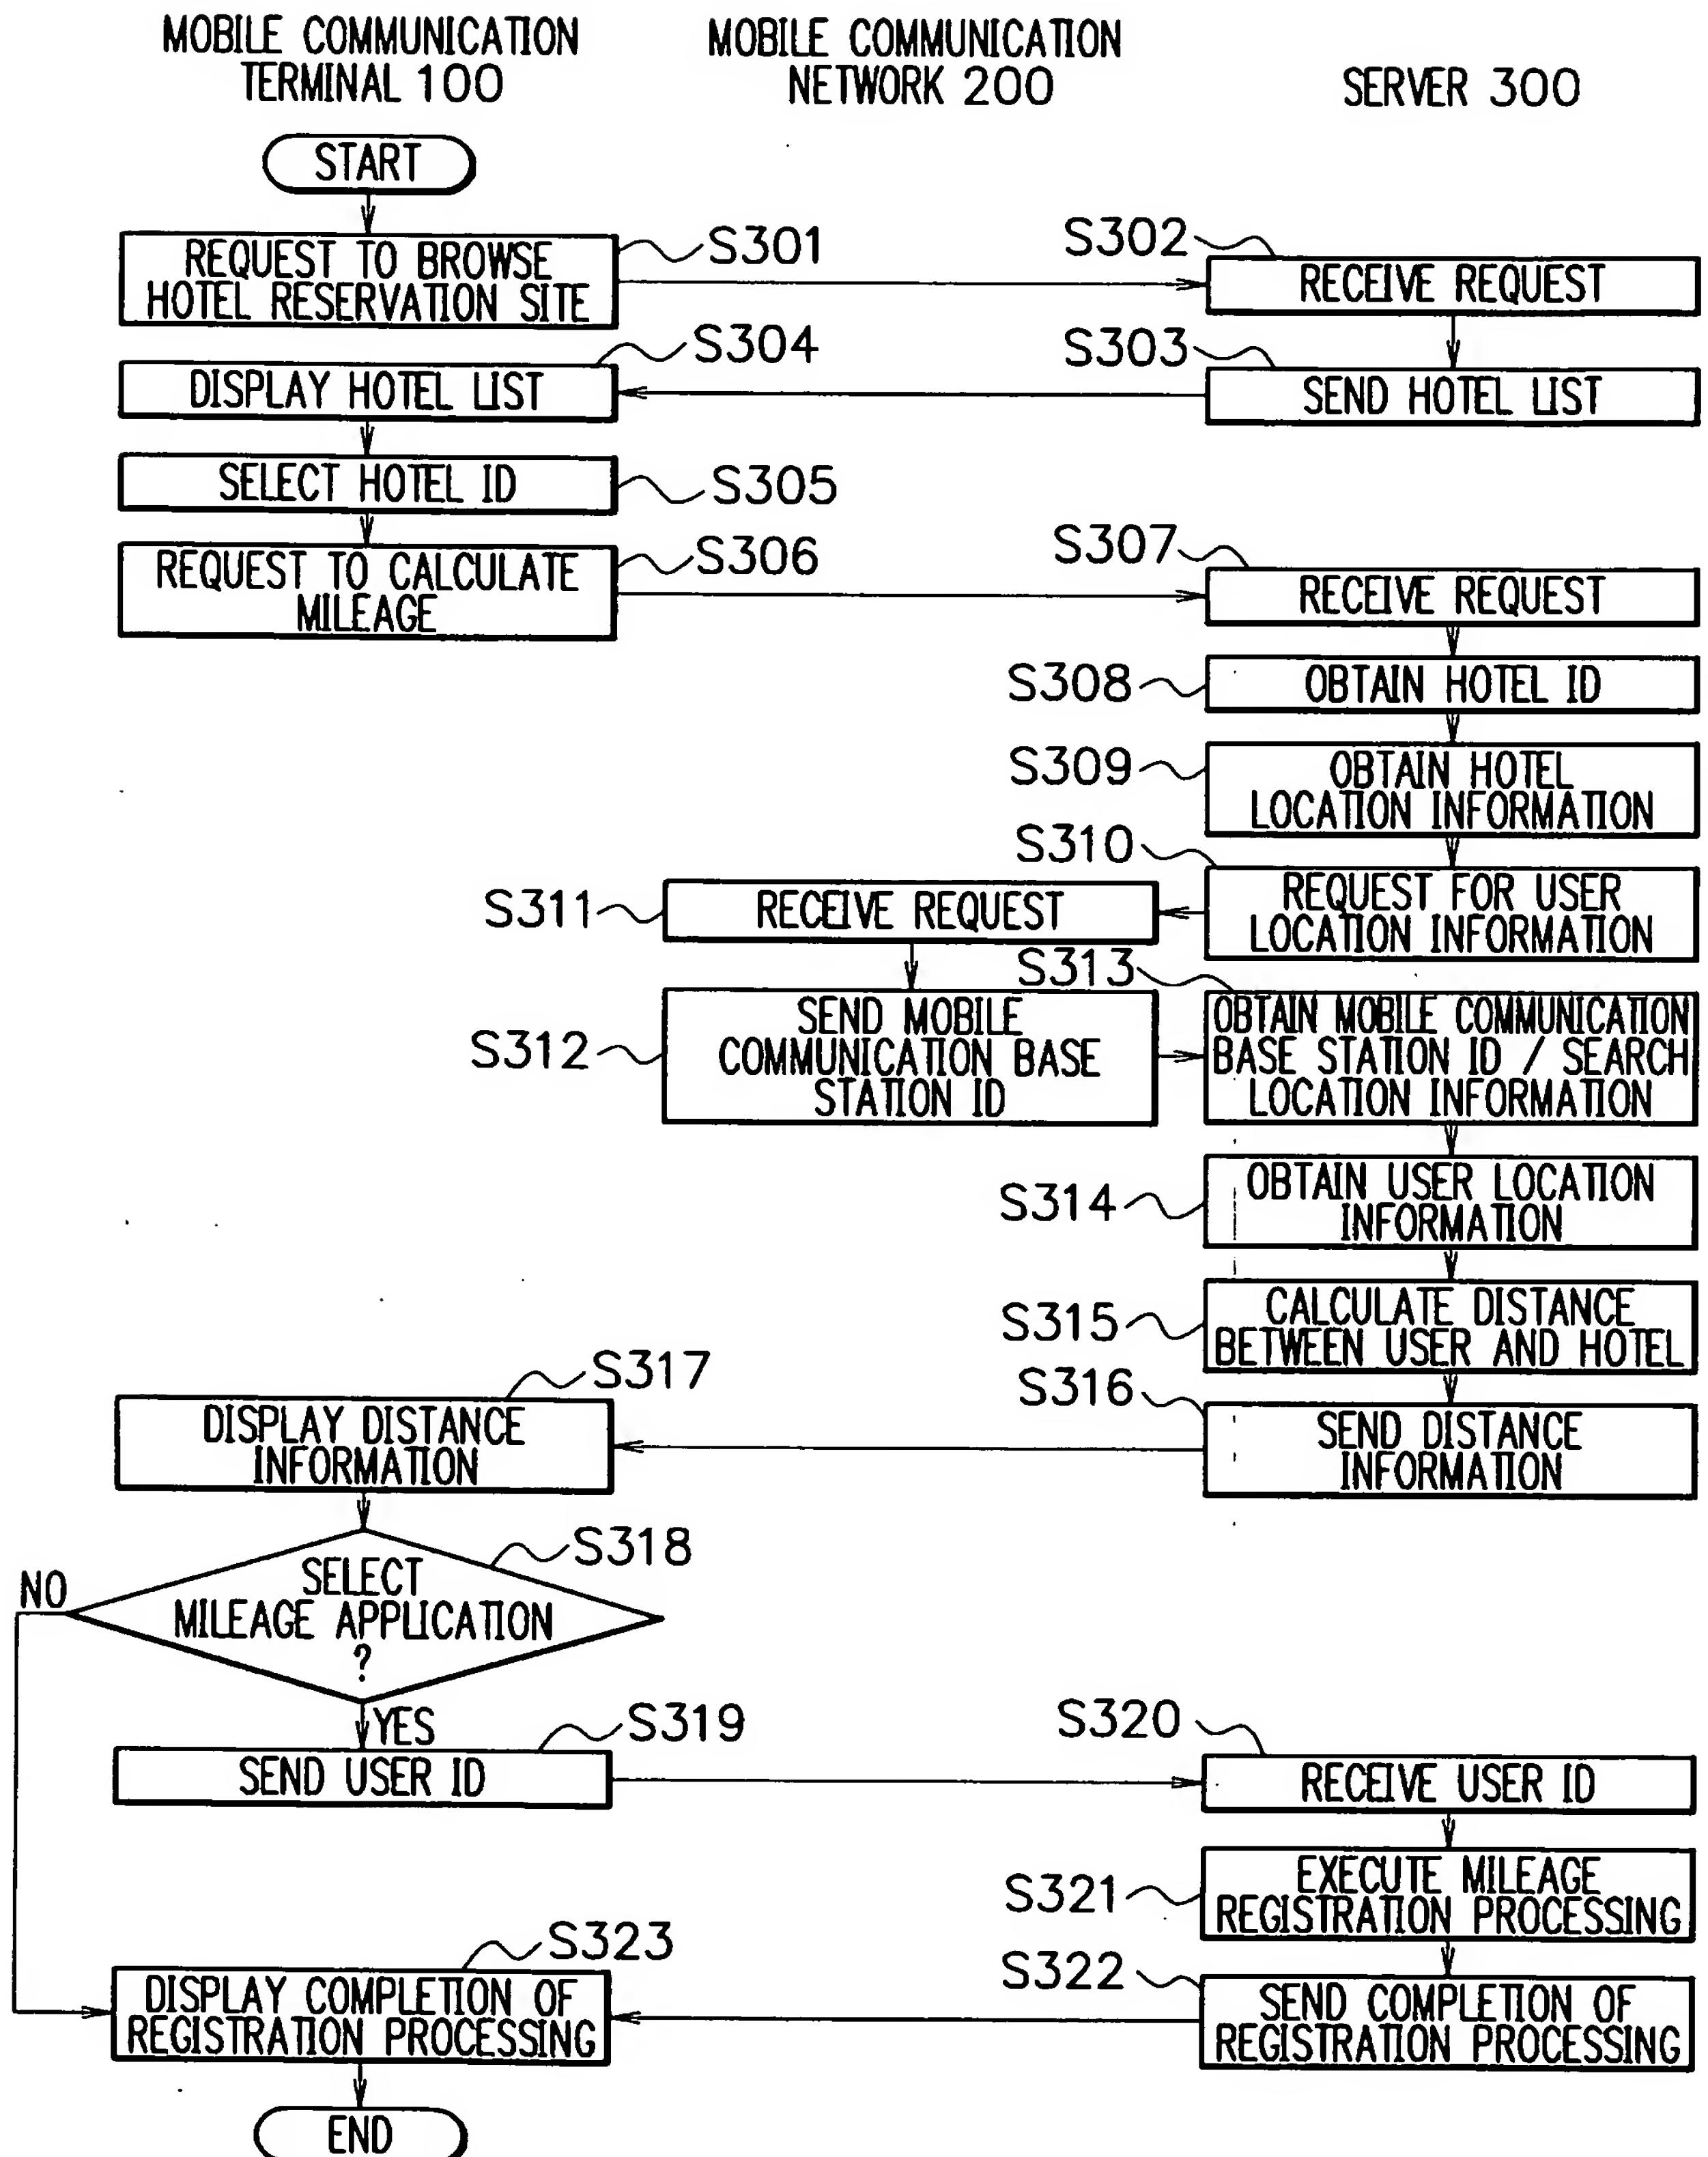 MOBILE COMMUNICATION
TERMINAL 100
MOBILE COMMUNICATION
NETWORK 200
SERVER 300
START
REQUEST TO BROWSE
HOTEL RESERVATION SITE
S301
S302
RECEIVE REQUEST
S304
DISPLAY HOTEL LIST
S303
SEND HOTEL LIST
SELECT HOTEL ID
S305
REQUEST TO CALCULATE
MILEAGE
S306
S307
RECEIVE REQUEST
S308
OBTAIN HOTEL ID
S309
OBTAIN HOTEL
LOCATION INFORMATION
S310
REQUEST FOR USER
LOCATION INFORMATION
S311
RECEIVE REQUEST
S312
SEND MOBILE
COMMUNICATION BASE
STATION ID
S313
OBTAIN MOBILE COMMUNICATION
BASE STATION ID / SEARCH
LOCATION INFORMATION
S314
OBTAIN USER LOCATION
INFORMATION
S315
CALCULATE DISTANCE
BETWEEN USER AND HOTEL
S316
SEND DISTANCE
INFORMATION
S317
DISPLAY DISTANCE
INFORMATION
S318
SELECT
MILEAGE APPLICATION
?
NO
YES
S319
SEND USER ID
S320
RECEIVE USER ID
S321
EXECUTE MILEAGE
REGISTRATION PROCESSING
S322
SEND COMPLETION OF
REGISTRATION PROCESSING
S323
DISPLAY COMPLETION OF
REGISTRATION PROCESSING
END